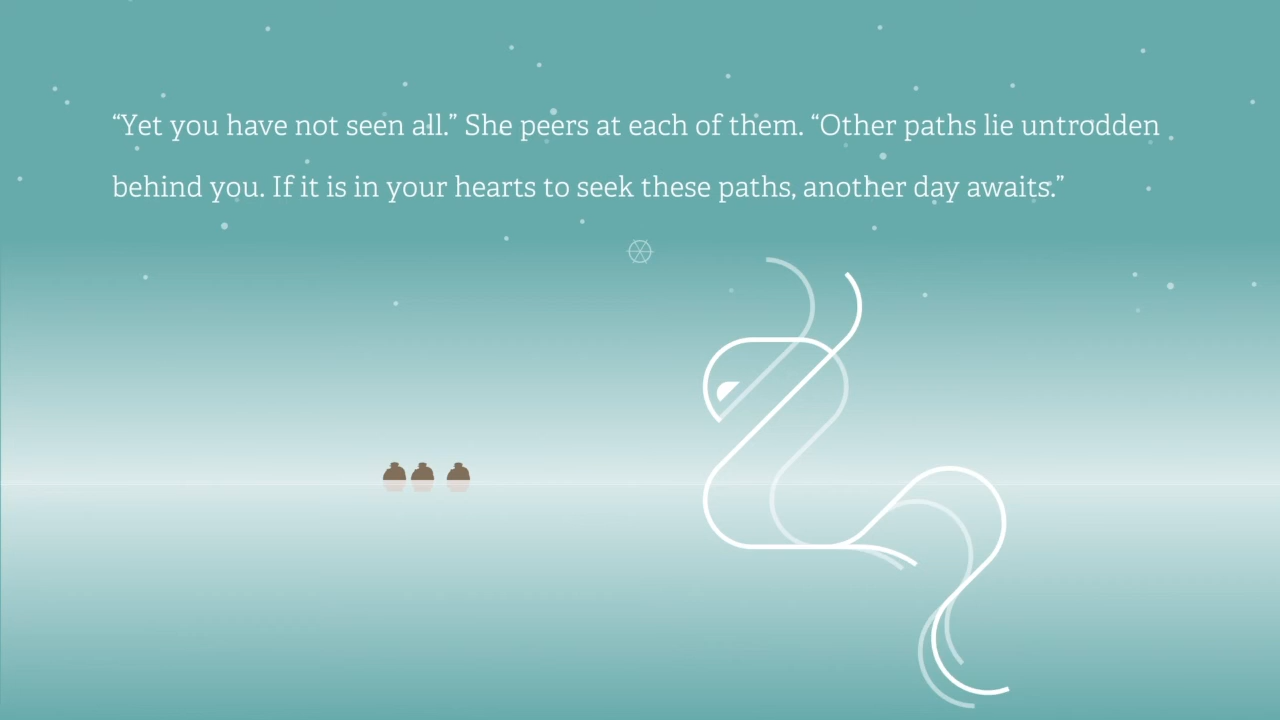 “Yet you have not seen all.” She peers at each of them. “Other paths lie untrodden
behind you. If it is in your hearts to seek these paths, another day awaits.”